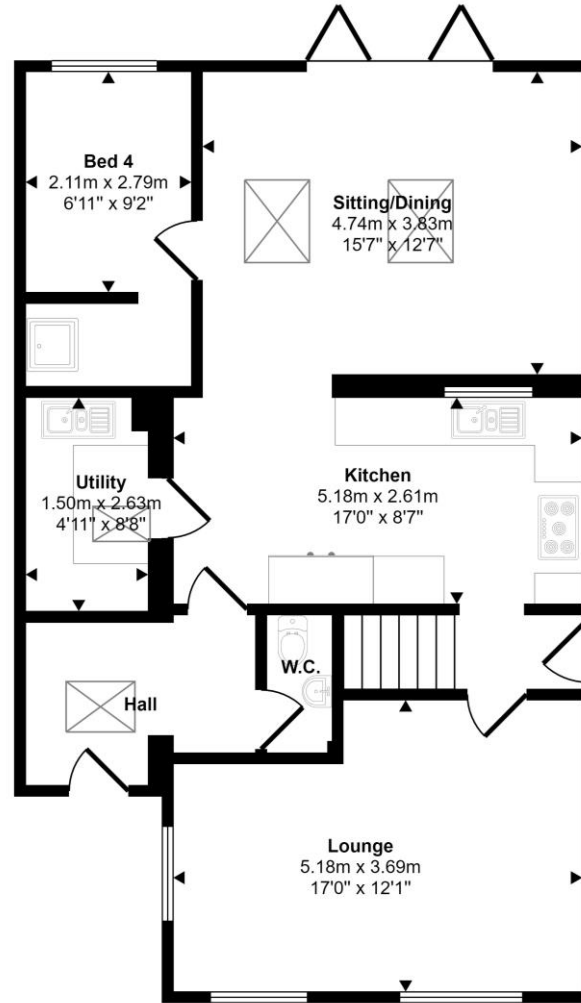 Bed 4
2.11m x 2.79m
6'11" x 9'2"
Sitting/Dining
4.74m x 3.83m
15'7" x 12'7"
Utility
1.50m x 2.63m
4'11" x 8'8"
Kitchen
5.18m x 2.61m
17'0" x 8'7"
W.C.
Hall
Lounge
5.18m x 3.69m
17'0" x 12'1"